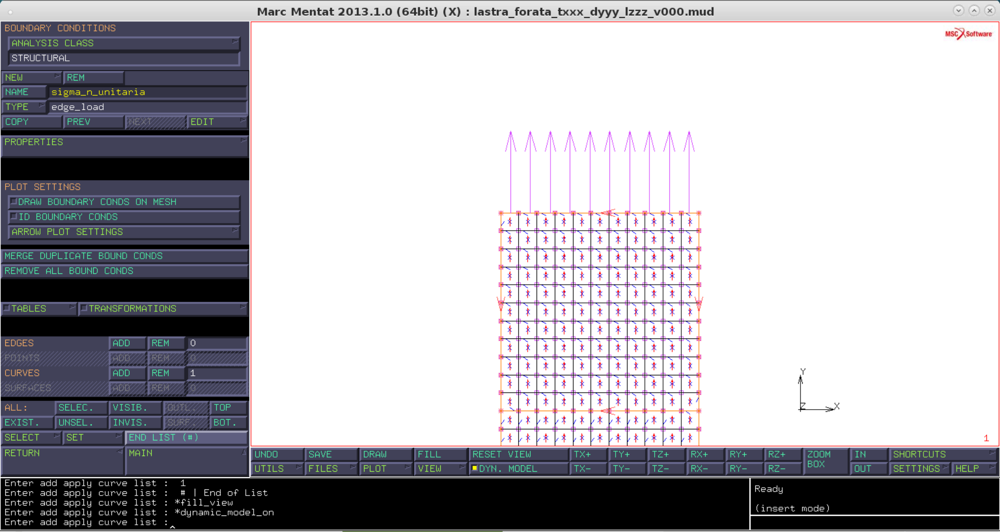 Marc Mentat 2013.1.0 (64bit) (X) : lastra_forata_txxx_dyyy_lzzz_v000.mud
BOUNDARY CONDITIONS
ANALYSIS CLASS
STRUCTURAL
NEW REM
NAME sigma_n_unitaria
TYPE edge_load
COPY PREV NEXT EDIT
PROPERTIES
PLOT SETTINGS
DRAW BOUNDARY CONDS ON MESH
ID BOUNDARY CONDS
ARROW PLOT SETTINGS
MERGE DUPLICATE BOUND CONDS
REMOVE ALL BOUND CONDS
TABLES TRANSFORMATIONS
EDGES ADD REM 0
POINTS ADD REM 0
CURVES ADD REM 1
SURFACES ADD REM 0
ALL: SELEC. VISIB. OUTL. TOP
EXIST. UNSEL. INVIS. SURF. BOT.
SELECT SET END LIST (#)
RETURN MAIN
MSC Software
Y
Z X
1
UNDO SAVE DRAW FILL RESET VIEW TX+ TY+ TZ+ RX+ RY+ RZ+ ZOOM BOX IN SHORTCUTS
UTILS FILES PLOT VIEW DYN. MODEL TX- TY- TZ- RX- RY- RZ- OUT SETTINGS HELP
Enter add apply curve list : 1
Enter add apply curve list : # | End of List
Enter add apply curve list : *fill_view
Enter add apply curve list : *dynamic_model_on
Enter add apply curve list :
Ready
(insert mode)